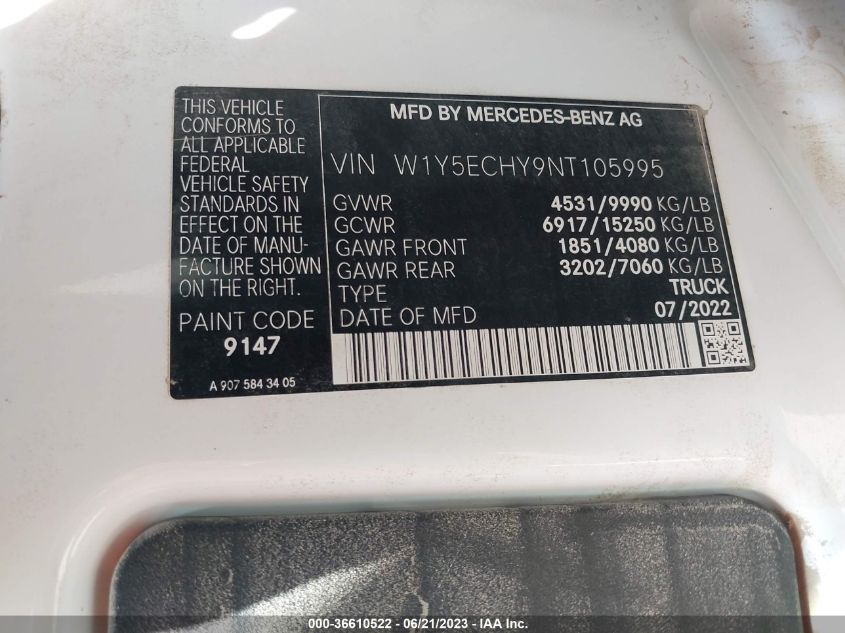 THIS VEHICLE
CONFORMS TO
ALL APPLICABLE
FEDERAL
VEHICLE SAFETY
STANDARDS IN
EFFECT ON THE
DATE OF MANU-
FACTURE SHOWN
ON THE RIGHT.
PAINT CODE
9147
A 907 584 34 05
MFD BY MERCEDES-BENZ AG
VIN W1Y5ECHY9NT105995
GVWR 4531/9990 KG/LB
GCWR 6917/15250 KG/LB
GAWR FRONT 1851/4080 KG/LB
GAWR REAR 3202/7060 KG/LB
TYPE TRUCK
DATE OF MFD 07/2022
000-36610522 - 06/21/2023 - IAAI.com